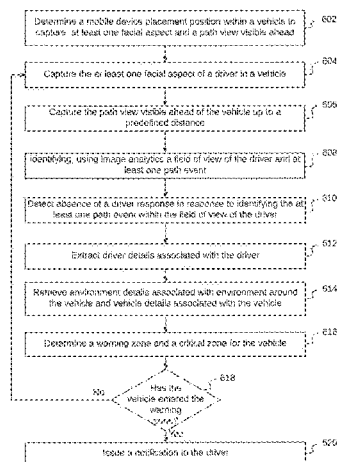 Determine a mobile device placement position within a vehicle to
capture at least one facial aspect and a path view visible ahead
602
Capture the at least one facial aspect of a driver in a vehicle
604
Capture the path view visible ahead of the vehicle up to a
predefined distance
606
Identifying, using image analytics a field of view of the driver and at
least one path event
608
Detect absence of a driver response in response to identifying the at
least one path event within the field of view of the driver
610
Extract driver details associated with the driver
612
Retrieve environment details associated with environment around
the vehicle and vehicle details associated with the vehicle
614
Determine a warning zone and a critical zone for the vehicle
616
No
Has the
vehicle entered the
warning
618
Yes
Issue a notification to the driver
620